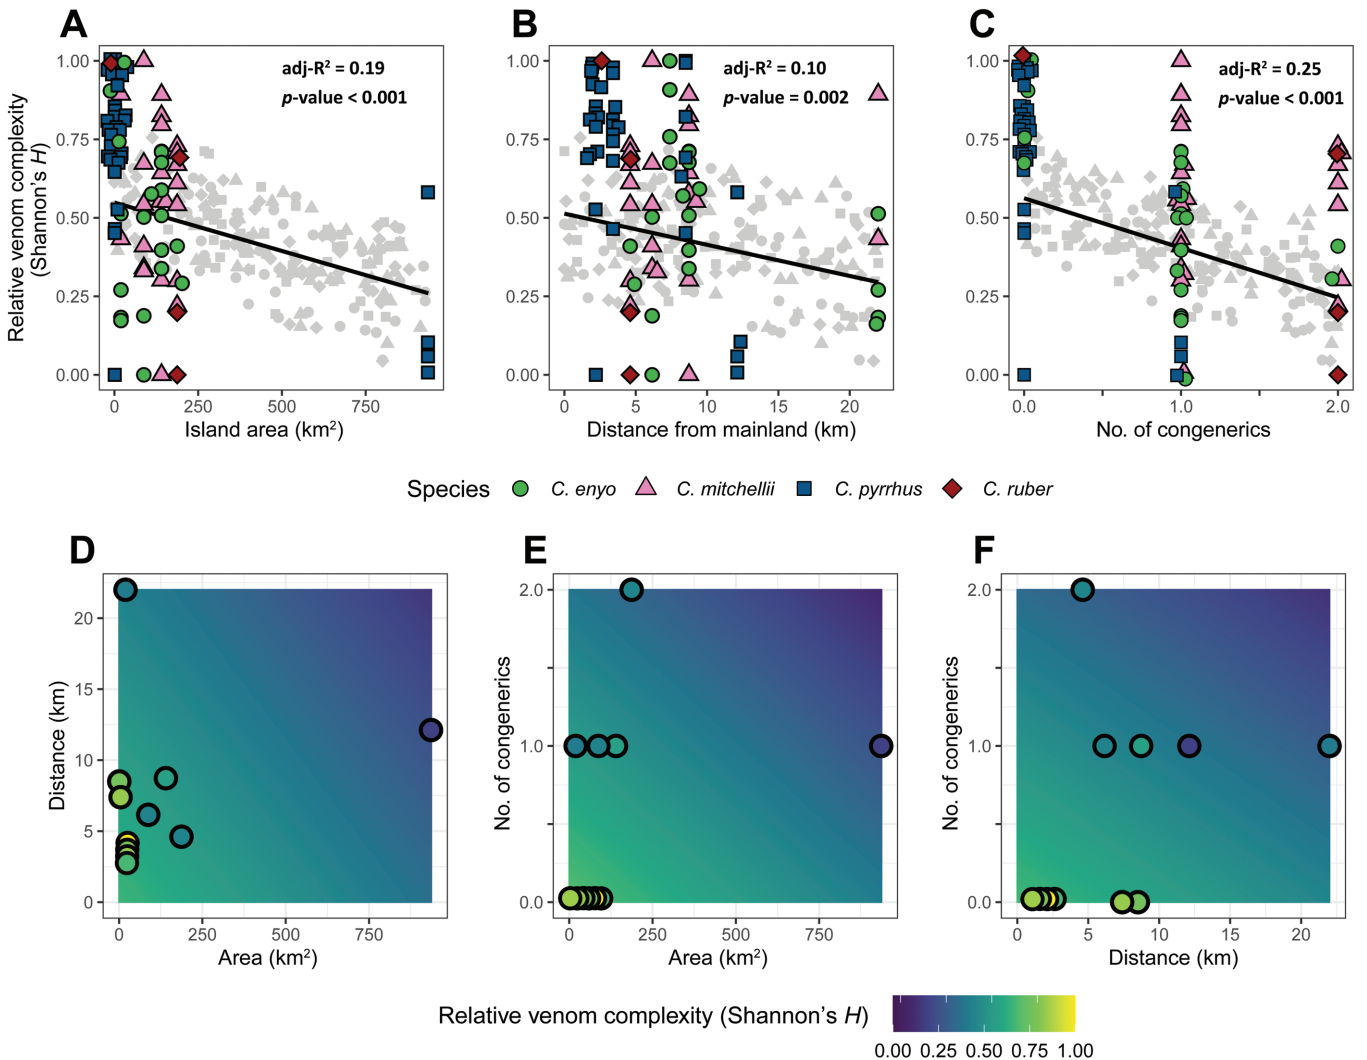 A
B
C
Relative venom complexity
(Shannon's H)
1.00
0.75
0.50
0.25
0.00
adj-R² = 0.19
p-value < 0.001
0
250
500
750
Island area (km²)
1.00
0.75
0.50
0.25
0.00
adj-R² = 0.10
p-value = 0.002
0
5
10
15
20
Distance from mainland (km)
1.00
0.75
0.50
0.25
0.00
adj-R² = 0.25
p-value < 0.001
0.0
1.0
2.0
No. of congenerics
Species C. enyo C. mitchellii C. pyrrhus C. ruber
D
E
F
Distance (km)
20
15
10
5
0
0
250
500
750
Area (km²)
No. of congenerics
2.0
1.0
0.0
0
250
500
750
Area (km²)
No. of congenerics
2.0
1.0
0.0
0
5
10
15
20
Distance (km)
Relative venom complexity (Shannon's H)
0.00 0.25 0.50 0.75 1.00